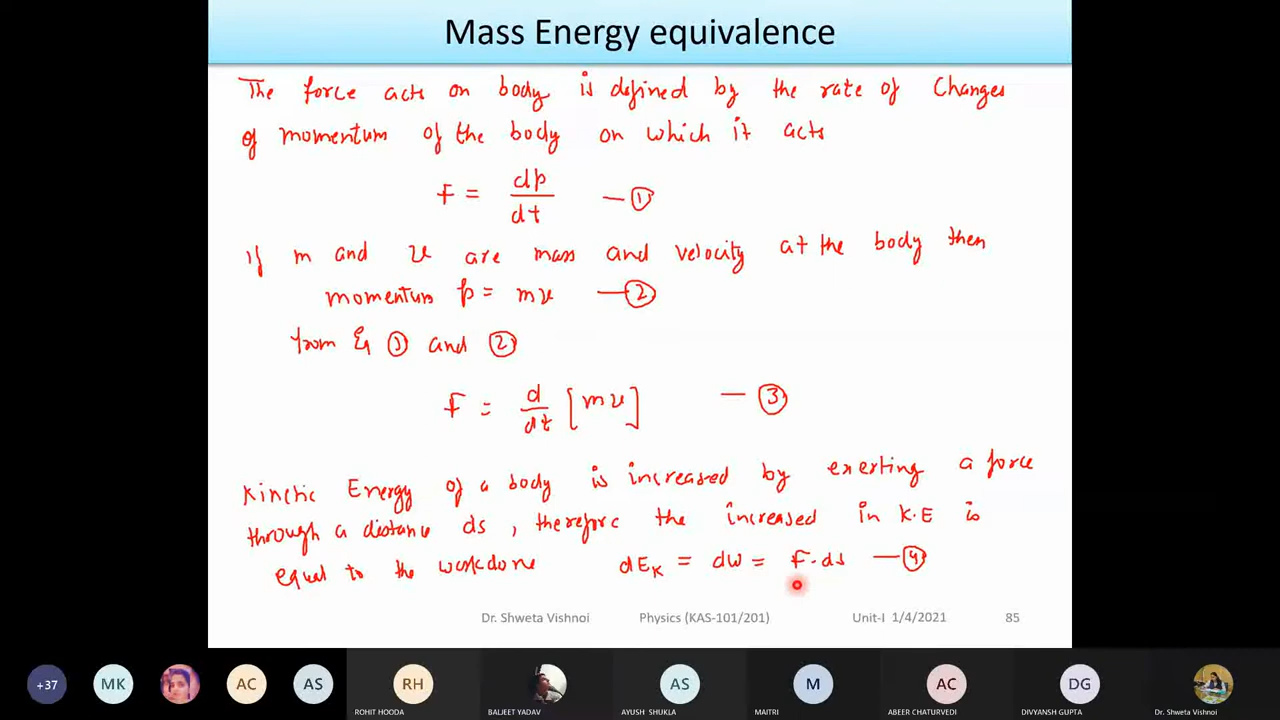 Mass Energy equivalence
The force acts on body is defined by the rate of changes
of momentum of the body on which it acts
F = dp/dt — ①
if m and v are mass and velocity at the body then
momentum p = mv — ②
from Eq ① and ②
F = d/dt [mv] — ③
Kinetic Energy of a body is increased by exerting a force
through a distance ds, therefore the increased in K.E is
equal to the workdone dEK = dw = F.ds — ④
Dr. Shweta Vishnoi Physics (KAS-101/201) Unit-I 1/4/2021 85
+37 MK AC AS RH AS M AC DG
ROHIT HOODA BALJEET YADAV AYUSH SHUKLA MAITRI ABEER CHATURVEDI DIVYANSH GUPTA Dr. Shweta Vishnoi